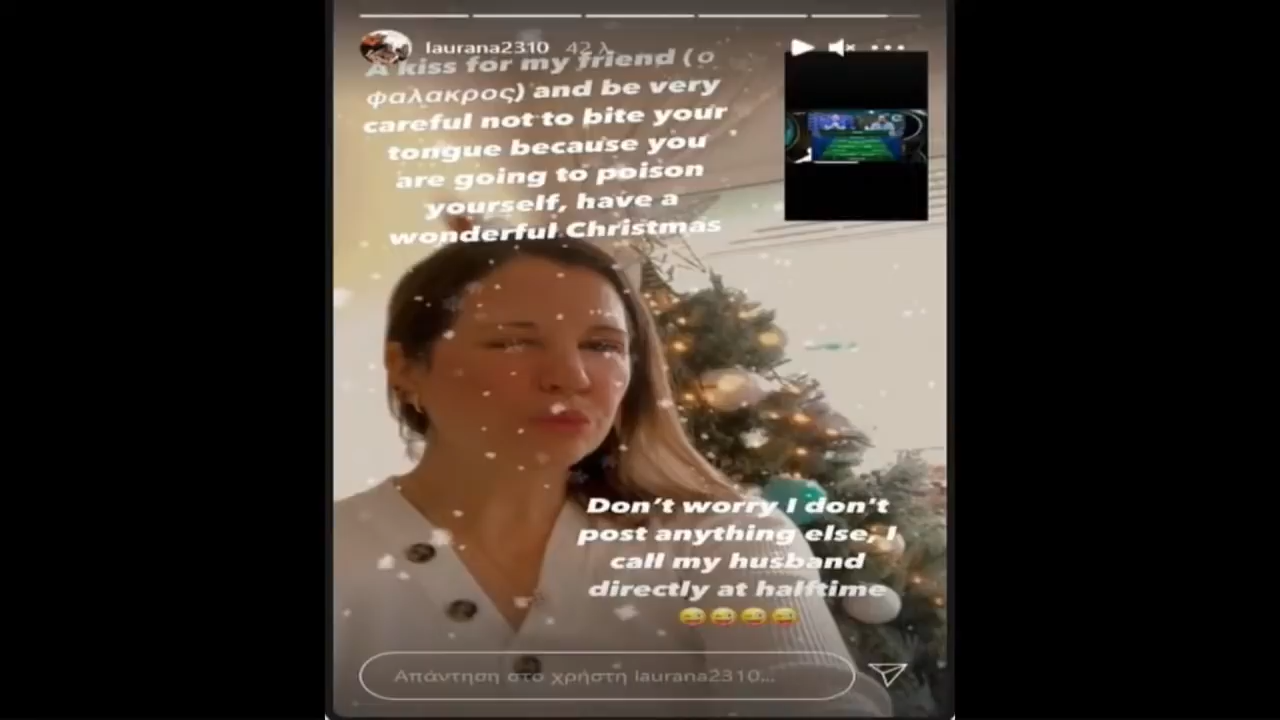 laurana2310 42 λ
A kiss for my friend (ο
φαλακρος) and be very
careful not to bite your
tongue because you
are going to poison
yourself, have a
wonderful Christmas
Don't worry I don't
post anything else, I
call my husband
directly at halftime
😜😜😜😜
Απάντηση στο χρήστη laurana2310...